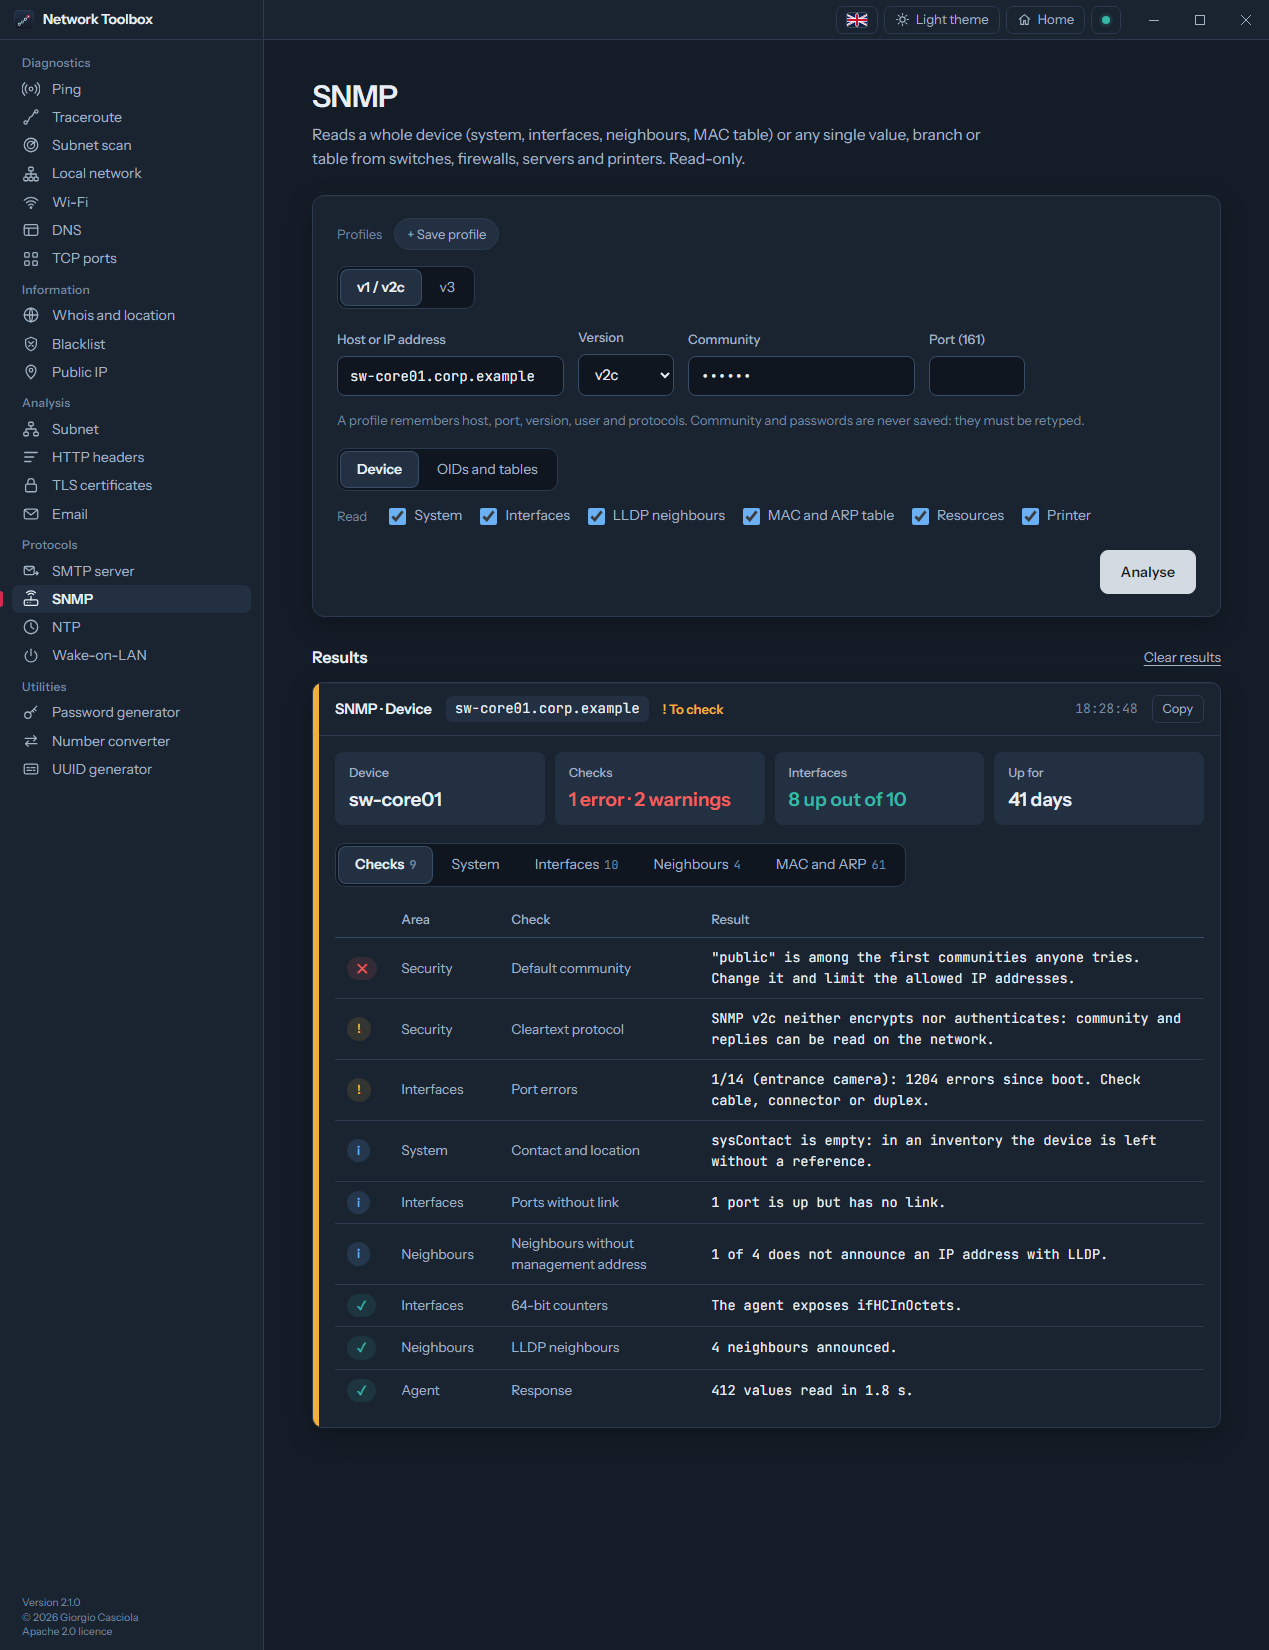 Network Toolbox
Light theme
Home
Diagnostics
Ping
Traceroute
Subnet scan
Local network
Wi-Fi
DNS
TCP ports
Information
Whois and location
Blacklist
Public IP
Analysis
Subnet
HTTP headers
TLS certificates
Email
Protocols
SMTP server
SNMP
NTP
Wake-on-LAN
Utilities
Password generator
Number converter
UUID generator
Version 2.1.0
© 2026 Giorgio Casciola
Apache 2.0 licence
SNMP
Reads a whole device (system, interfaces, neighbours, MAC table) or any single value, branch or
table from switches, firewalls, servers and printers. Read-only.
Profiles + Save profile
v1 / v2c v3
Host or IP address Version Community Port (161)
sw-core01.corp.example v2c ••••••
A profile remembers host, port, version, user and protocols. Community and passwords are never saved: they must be retyped.
Device OIDs and tables
Read System Interfaces LLDP neighbours MAC and ARP table Resources Printer
Analyse
Results Clear results
SNMP · Device sw-core01.corp.example ! To check 18:28:48 Copy
Device Checks Interfaces Up for
sw-core01 1 error · 2 warnings 8 up out of 10 41 days
Checks 9 System Interfaces 10 Neighbours 4 MAC and ARP 61
Area Check Result
Security Default community "public" is among the first communities anyone tries.
Change it and limit the allowed IP addresses.
! Security Cleartext protocol SNMP v2c neither encrypts nor authenticates: community and
replies can be read on the network.
! Interfaces Port errors 1/14 (entrance camera): 1204 errors since boot. Check
cable, connector or duplex.
i System Contact and location sysContact is empty: in an inventory the device is left
without a reference.
i Interfaces Ports without link 1 port is up but has no link.
i Neighbours Neighbours without
management address 1 of 4 does not announce an IP address with LLDP.
Interfaces 64-bit counters The agent exposes ifHCInOctets.
Neighbours LLDP neighbours 4 neighbours announced.
Agent Response 412 values read in 1.8 s.